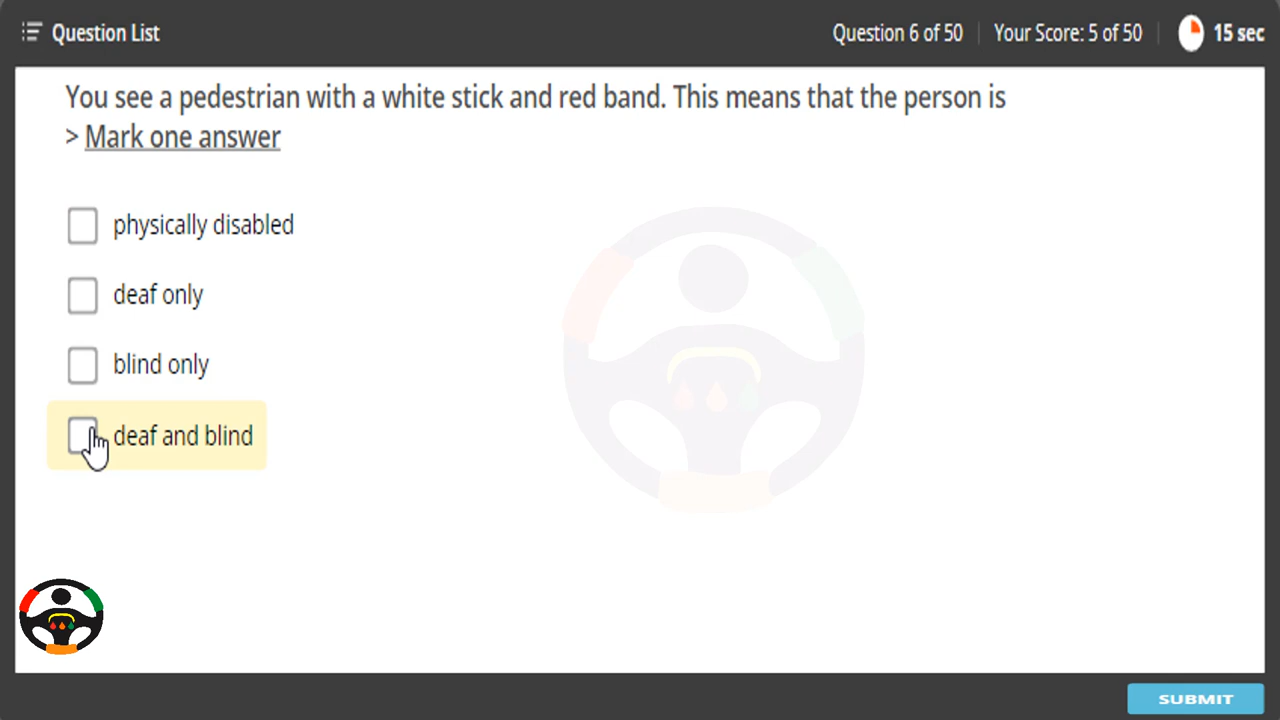 Question List
Question 6 of 50
Your Score: 5 of 50
15 sec
You see a pedestrian with a white stick and red band. This means that the person is
> Mark one answer
physically disabled
deaf only
blind only
deaf and blind
SUBMIT